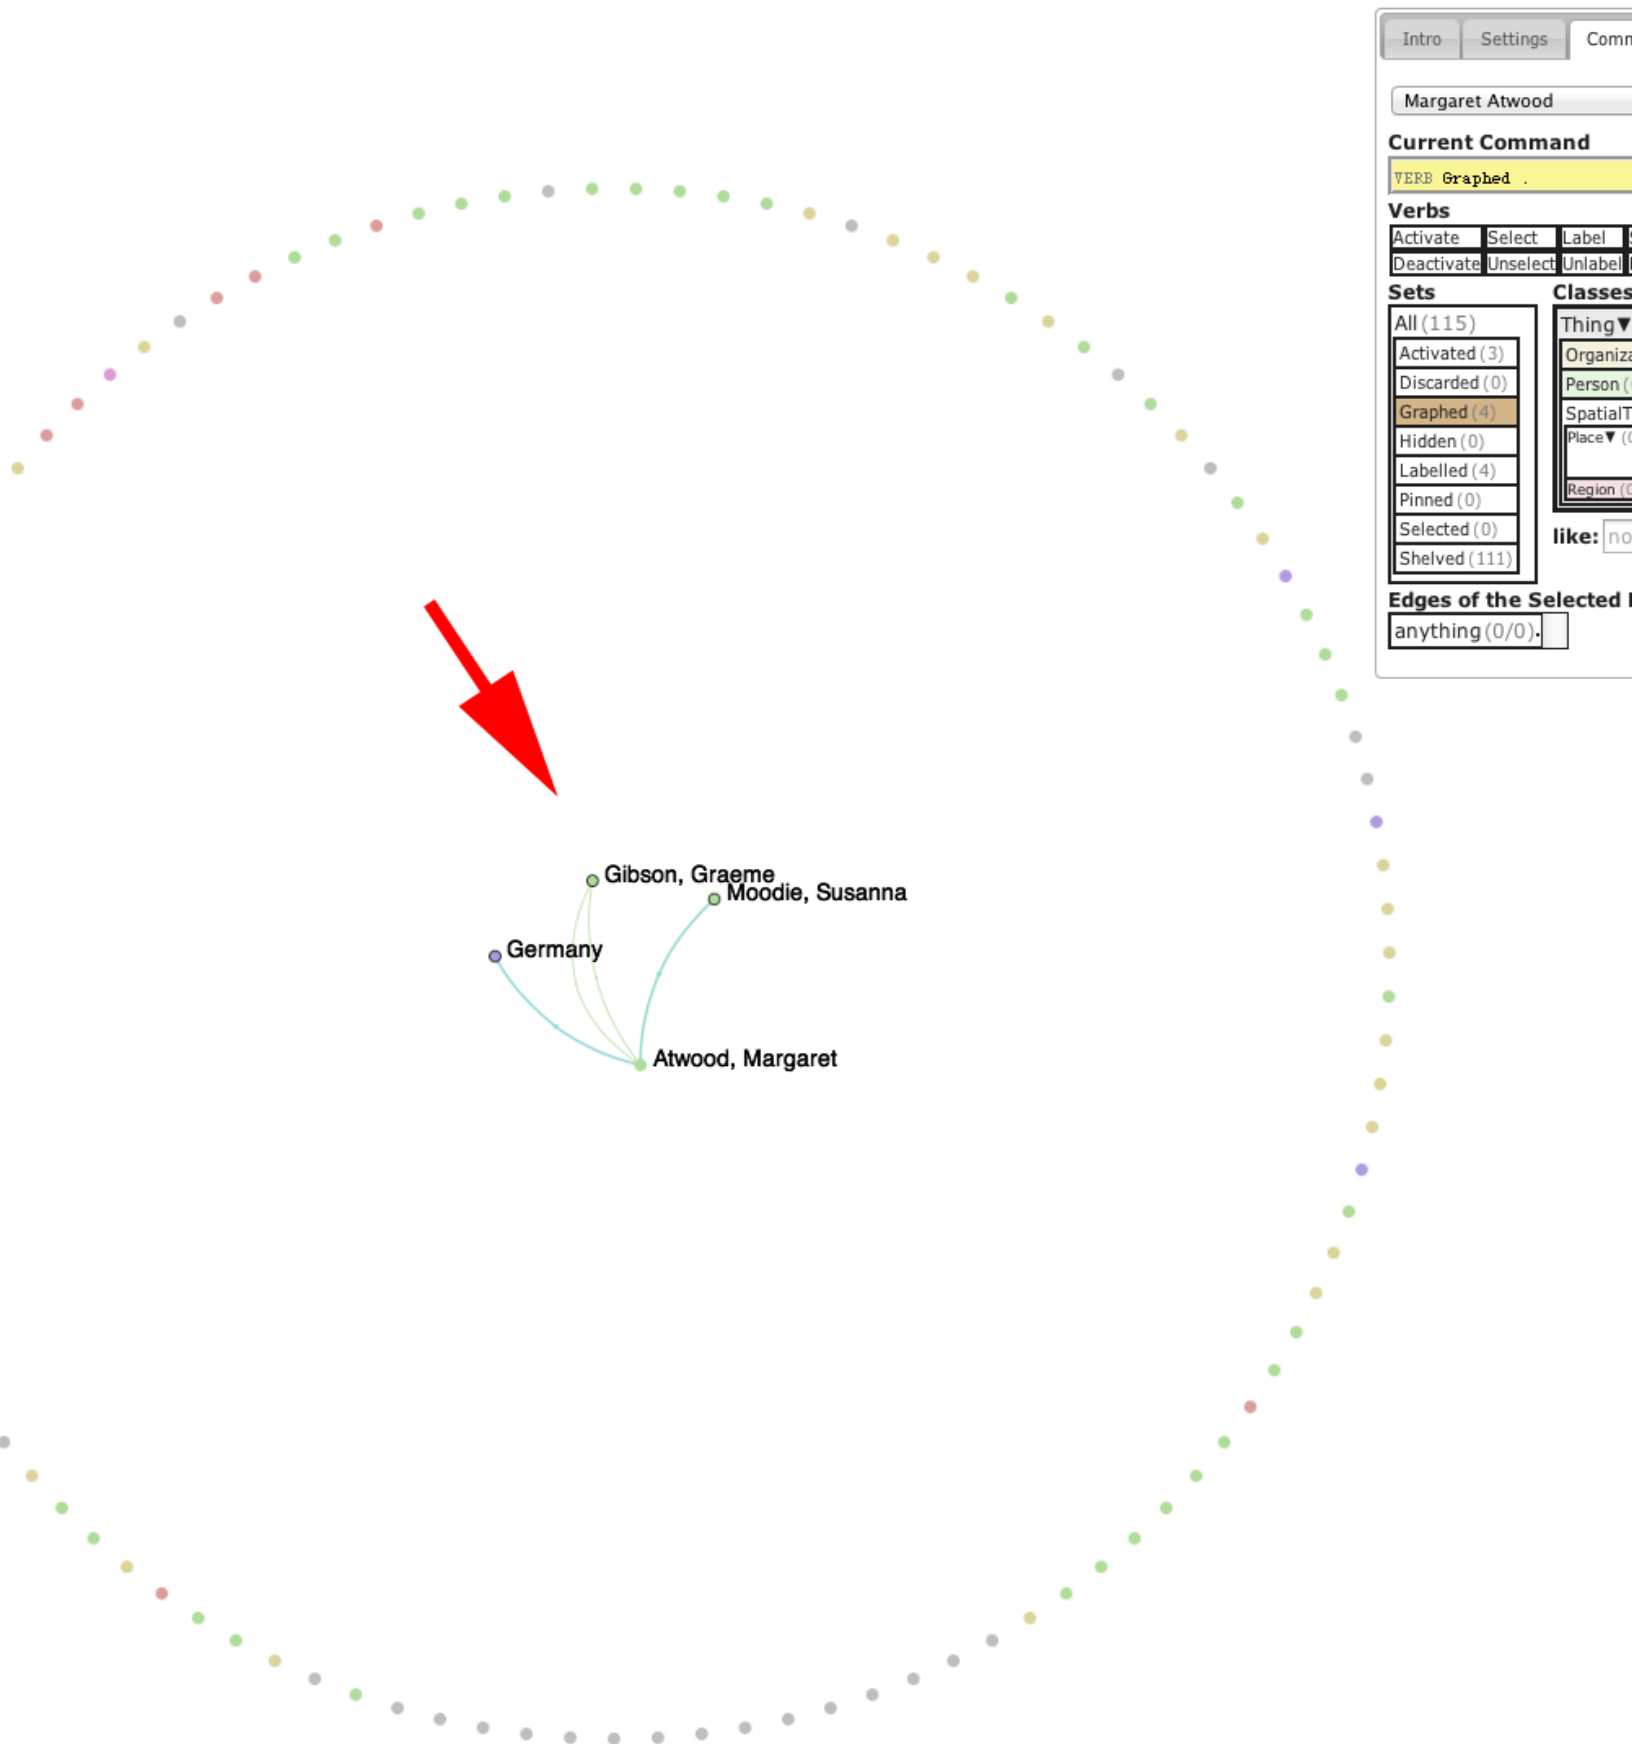 Intro Settings Comm
Margaret Atwood
Current Command
VERB Graphed .
Verbs
Activate Select Label
Deactivate Unselect Unlabel
Sets Classes
All (115) Thing▼
Activated (3) Organiza
Discarded (0) Person (
Graphed (4) SpatialT
Hidden (0) Place▼ (0
Labelled (4)
Pinned (0) Region (0
Selected (0) like: no
Shelved (111)
Edges of the Selected
anything (0/0).
Gibson, Graeme
Moodie, Susanna
Germany
Atwood, Margaret